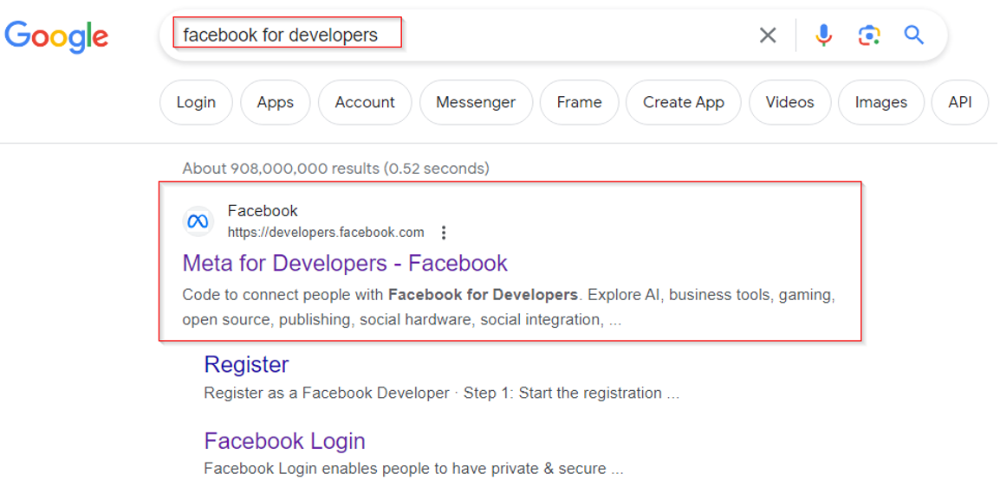 Google
facebook for developers
Login Apps Account Messenger Frame Create App Videos Images API
About 908,000,000 results (0.52 seconds)
Facebook
https://developers.facebook.com
Meta for Developers - Facebook
Code to connect people with Facebook for Developers. Explore AI, business tools, gaming,
open source, publishing, social hardware, social integration, ...
Register
Register as a Facebook Developer · Step 1: Start the registration ...
Facebook Login
Facebook Login enables people to have private & secure ...